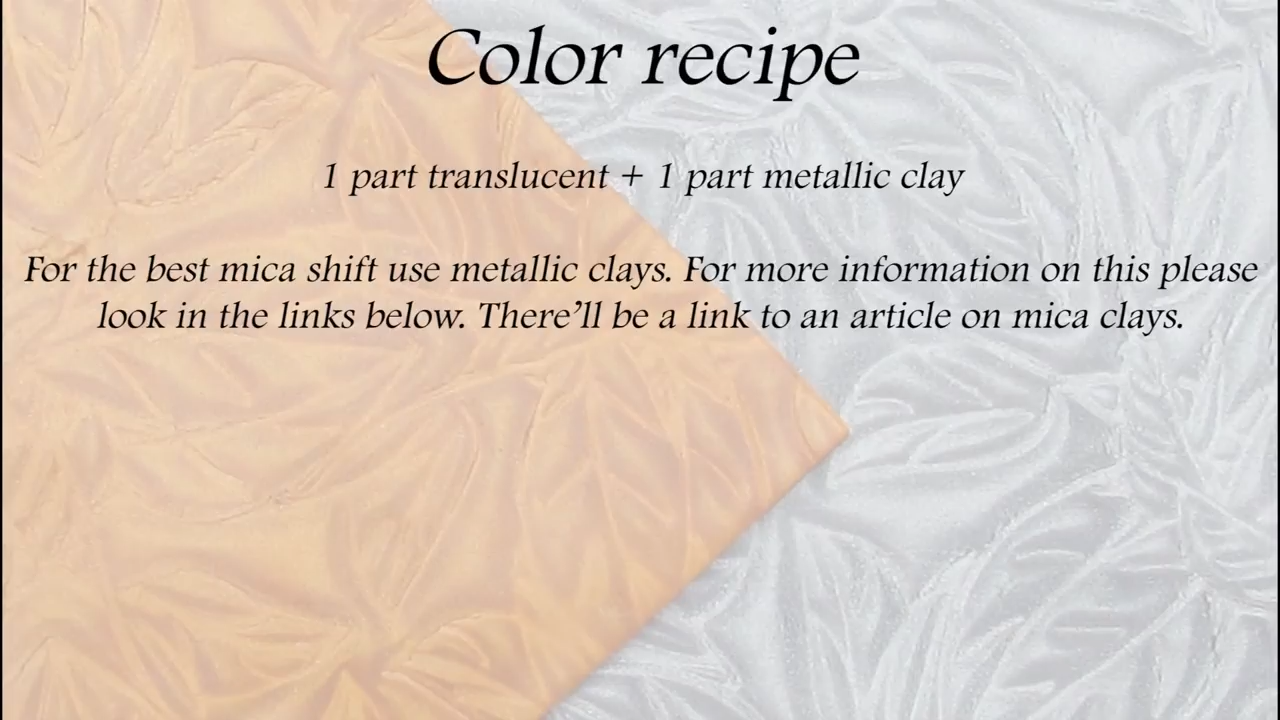 Color recipe
1 part translucent + 1 part metallic clay
For the best mica shift use metallic clays. For more information on this please
look in the links below. There’ll be a link to an article on mica clays.